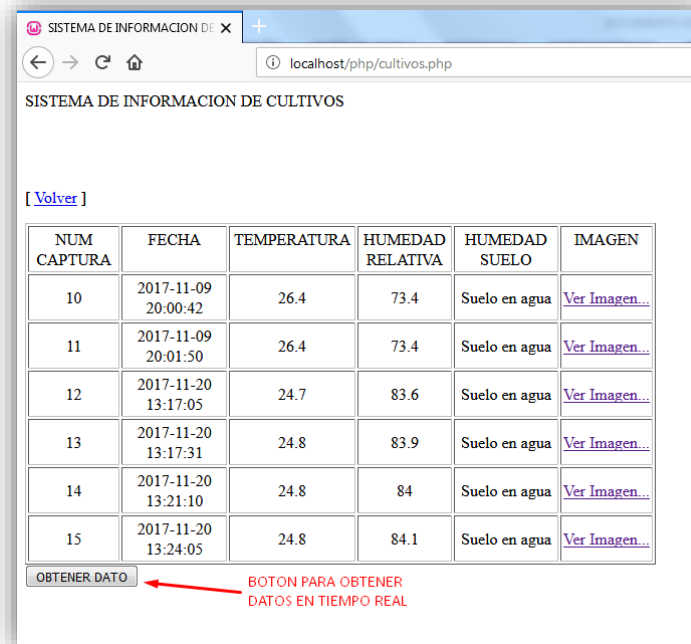 SISTEMA DE INFORMACION DE
localhost/php/cultivos.php
SISTEMA DE INFORMACION DE CULTIVOS
[ Volver ]
NUM CAPTURA FECHA TEMPERATURA HUMEDAD RELATIVA HUMEDAD SUELO IMAGEN
10 2017-11-09 20:00:42 26.4 73.4 Suelo en agua Ver Imagen...
11 2017-11-09 20:01:50 26.4 73.4 Suelo en agua Ver Imagen...
12 2017-11-20 13:17:05 24.7 83.6 Suelo en agua Ver Imagen...
13 2017-11-20 13:17:31 24.8 83.9 Suelo en agua Ver Imagen...
14 2017-11-20 13:21:10 24.8 84 Suelo en agua Ver Imagen...
15 2017-11-20 13:24:05 24.8 84.1 Suelo en agua Ver Imagen...
OBTENER DATO
BOTON PARA OBTENER
DATOS EN TIEMPO REAL